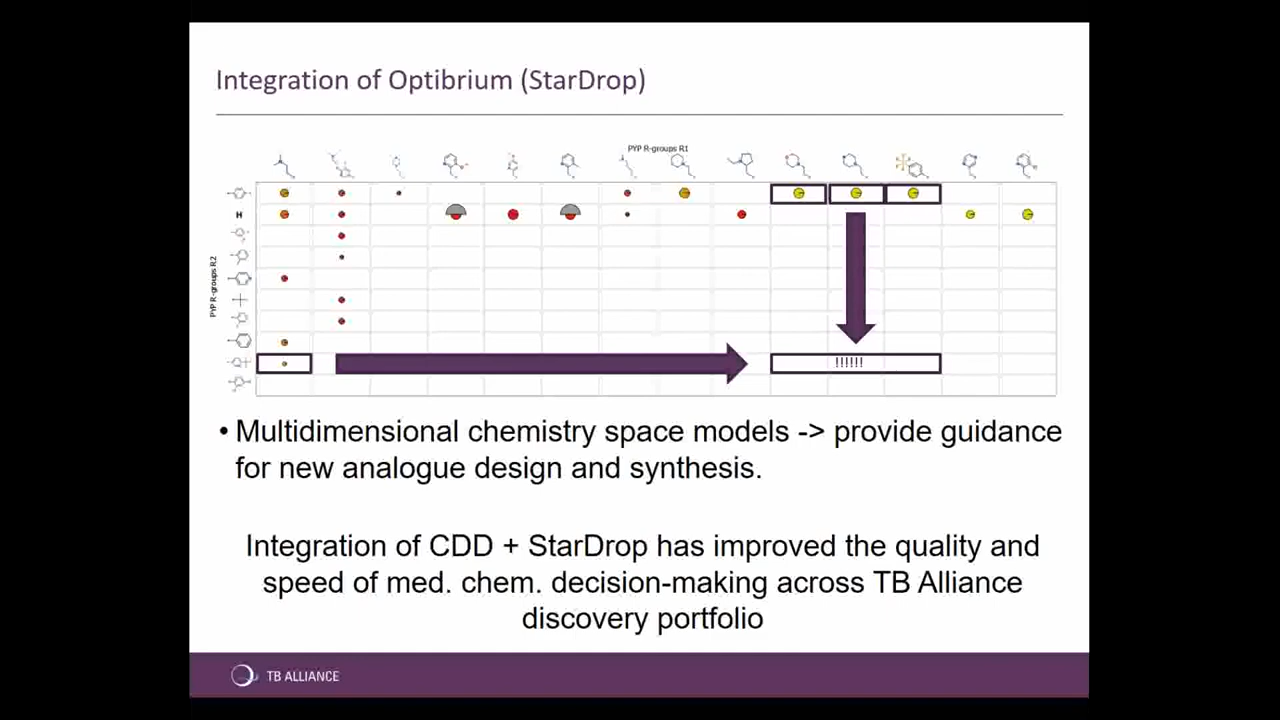 Integration of Optibrium (StarDrop)
PYP R-groups R1
H
PYP R-groups R2
!!!!!!
• Multidimensional chemistry space models -> provide guidance
for new analogue design and synthesis.
Integration of CDD + StarDrop has improved the quality and
speed of med. chem. decision-making across TB Alliance
discovery portfolio
TB ALLIANCE